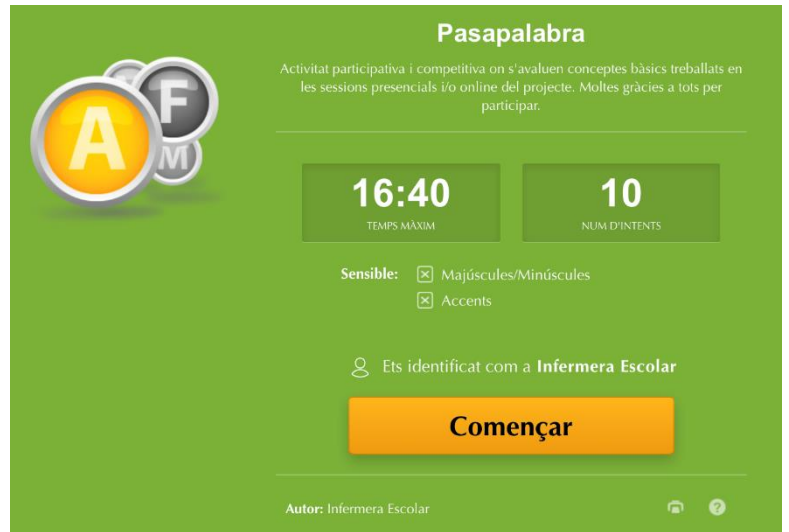 A
F
M
Pasapalabra
Activitat participativa i competitiva on s'avaluen conceptes bàsics treballats en
les sessions presencials i/o online del projecte. Moltes gràcies a tots per
participar.
16:40
TEMPS MÀXIM
10
NUM D'INTENTS
Sensible:
Majúscules/Minúscules
Accents
Ets identificat com a Infermera Escolar
Començar
Autor: Infermera Escolar
?